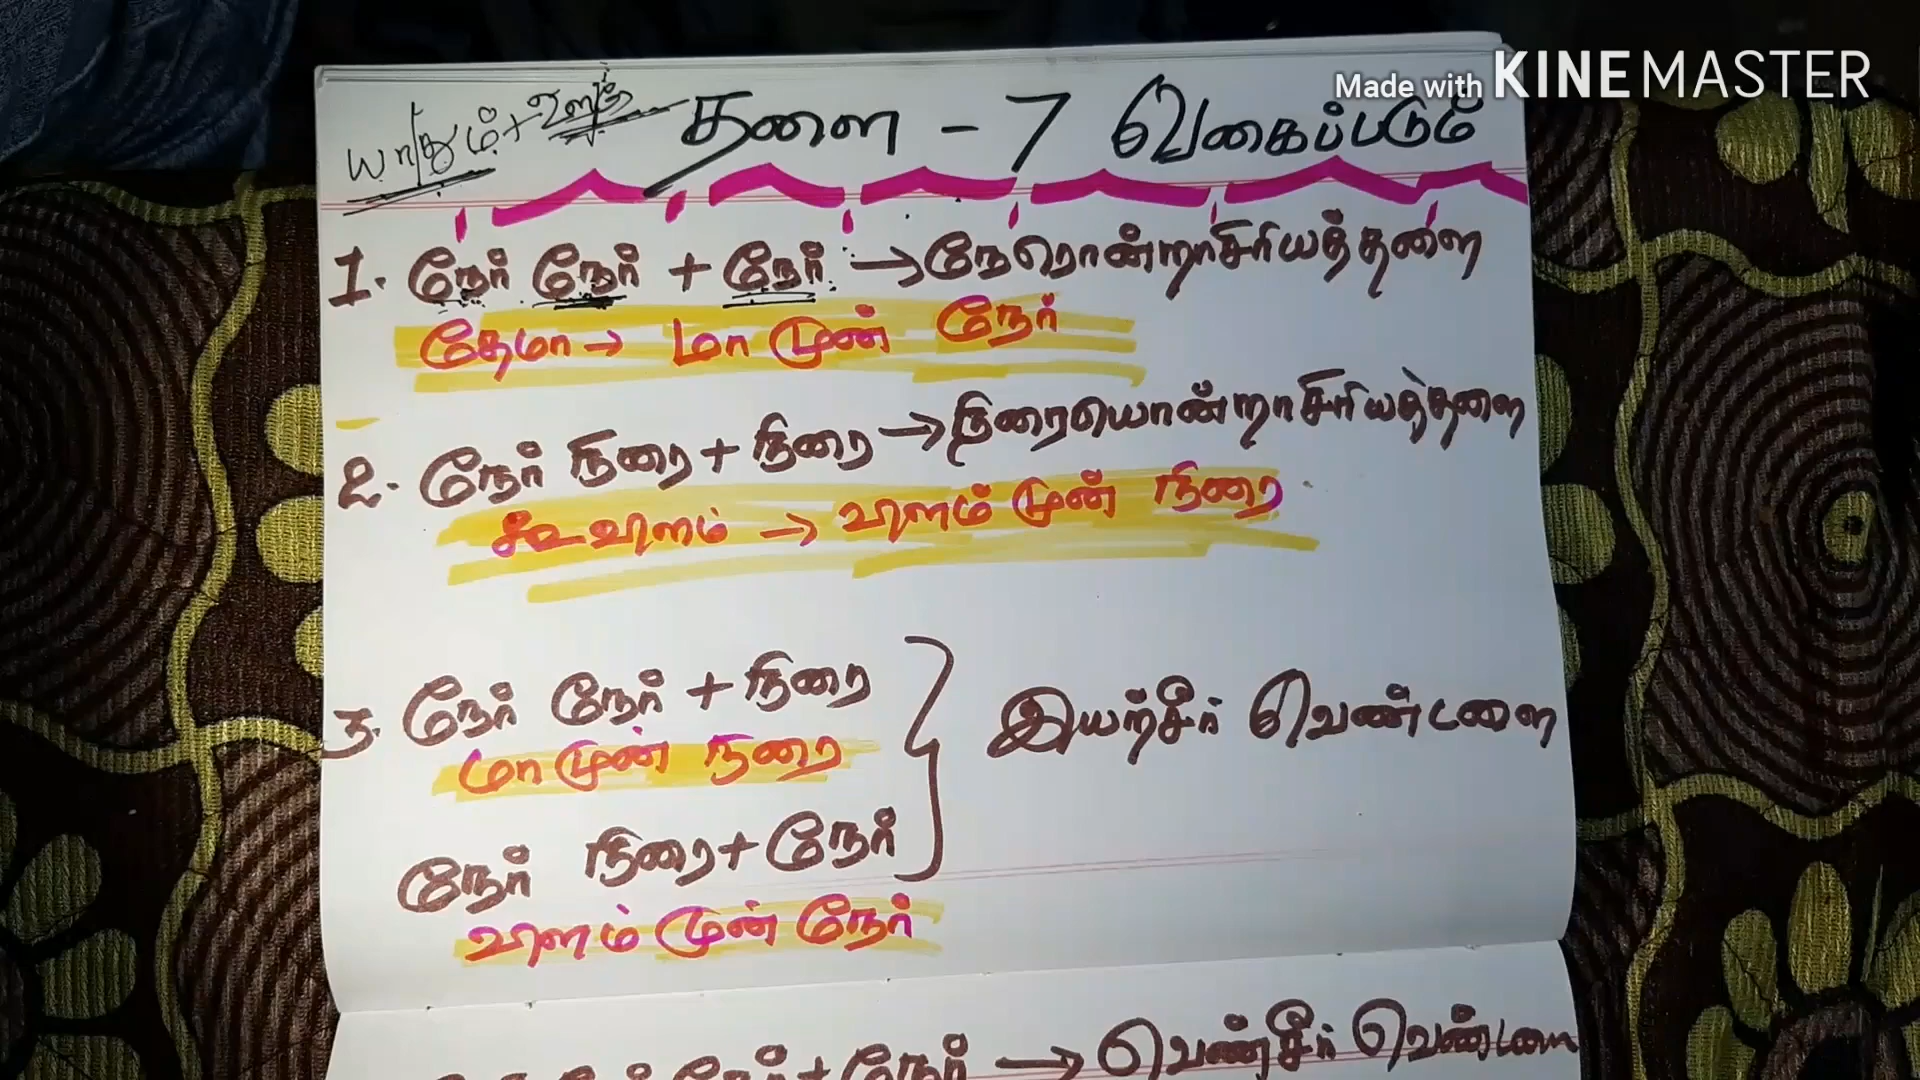 Made with KINEMASTER
யாதும்+ஊரே
தளை - 7 வகைப்படும்
1. நேர் நேர் + நேர் → நேரொன்றாசிரியத்தளை
தேமா → மா முன் நேர்
2. நேர் நிரை + நிரை → நிரையொன்றாசிரியத்தளை
கூவிளம் → விளம் முன் நிரை
3. நேர் நேர் + நிரை
மா முன் நிரை
இயற்சீர் வெண்டளை
நேர் நிரை + நேர்
விளம் முன் நேர்
நேர் + நேர் → வெண்சீர் வெண்டளை